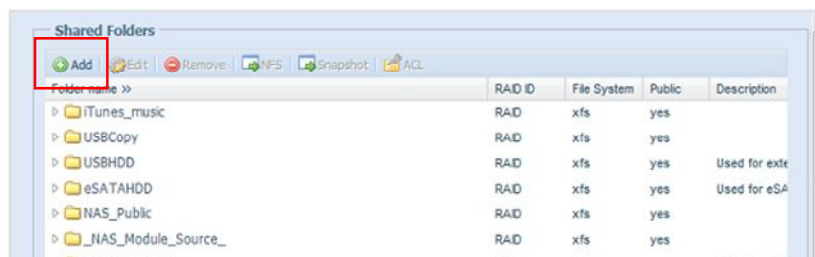 Shared Folders
Add Edit Remove NFS Snapshot ACL
Folder name >> RAID ID File System Public Description
iTunes_music RAID xfs yes
USBCopy RAID xfs yes
USBHDD RAID xfs yes Used for exte
eSATAHDD RAID xfs yes Used for eSA
NAS_Public RAID xfs yes
_NAS_Module_Source_ RAID xfs yes